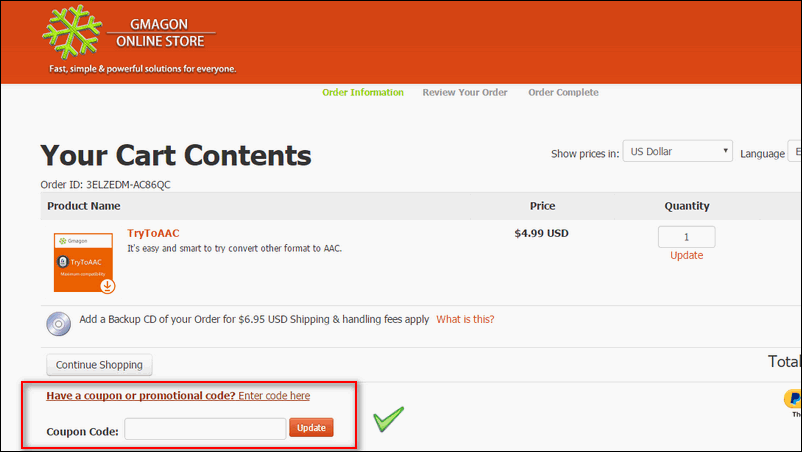 GMAGON
ONLINE STORE
Fast, simple & powerful solutions for everyone.
Order Information Review Your Order Order Complete
Your Cart Contents
Show prices in: US Dollar Language E
Order ID: 3ELZEDM-AC86QC
Product Name Price Quantity
TryToAAC $4.99 USD 1
It's easy and smart to try convert other format to AAC.
Update
Gmagon
TryToAAC
Maximum compatibility
Add a Backup CD of your Order for $6.95 USD Shipping & handling fees apply What is this?
Continue Shopping
Total
Have a coupon or promotional code? Enter code here
Coupon Code: Update
Th